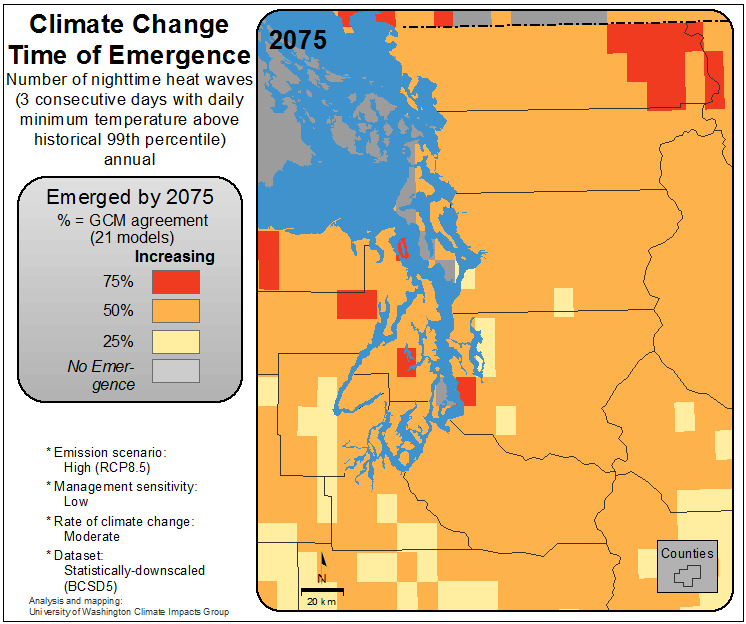 Climate Change
Time of Emergence
Number of nighttime heat waves
(3 consecutive days with daily
minimum temperature above
historical 99th percentile)
annual
Emerged by 2075
% = GCM agreement
(21 models)
Increasing
75%
50%
25%
No Emer-
gence
* Emission scenario:
High (RCP8.5)
* Management sensitivity:
Low
* Rate of climate change:
Moderate
* Dataset:
Statistically-downscaled
(BCSD5)
Analysis and mapping:
University of Washington Climate Impacts Group
2075
N
20 km
Counties